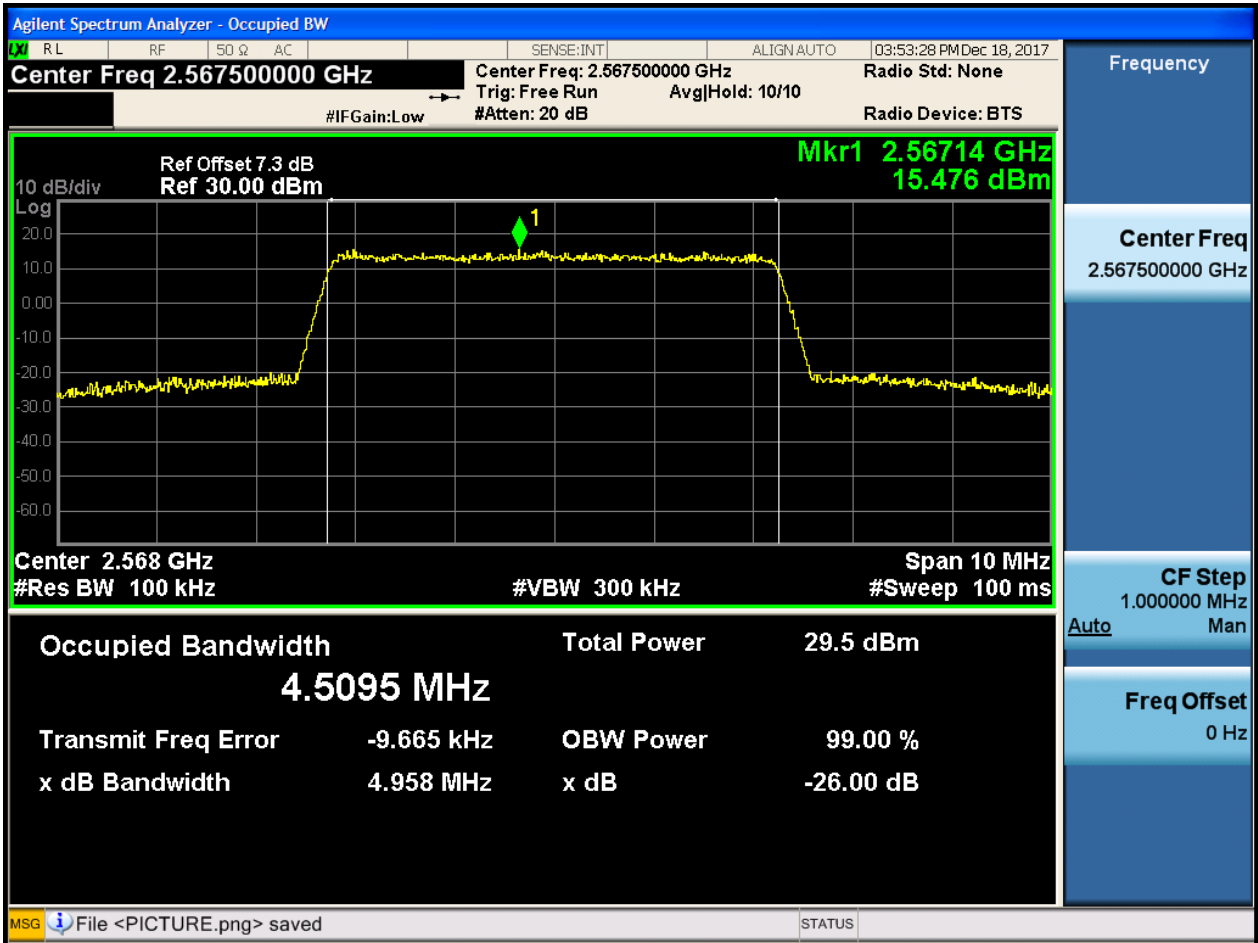 Agilent Spectrum Analyzer - Occupied BW
LXI RL RF 50 Ω AC SENSE:INT ALIGN AUTO 03:53:28 PM Dec 18, 2017
Center Freq 2.567500000 GHz
Center Freq: 2.567500000 GHz
Radio Std: None
Trig: Free Run Avg|Hold: 10/10
#IFGain:Low
#Atten: 20 dB
Radio Device: BTS
Mkr1 2.56714 GHz
15.476 dBm
Ref Offset 7.3 dB
10 dB/div Ref 30.00 dBm
Log
1
20.0
10.0
0.00
-10.0
-20.0
-30.0
-40.0
-50.0
-60.0
Center 2.568 GHz
Span 10 MHz
#Res BW 100 kHz
#VBW 300 kHz
#Sweep 100 ms
Occupied Bandwidth
4.5095 MHz
Total Power 29.5 dBm
Transmit Freq Error -9.665 kHz
OBW Power 99.00 %
x dB Bandwidth 4.958 MHz
x dB -26.00 dB
Frequency
Center Freq
2.567500000 GHz
CF Step
1.000000 MHz
Auto Man
Freq Offset
0 Hz
MSG File <PICTURE.png> saved
STATUS